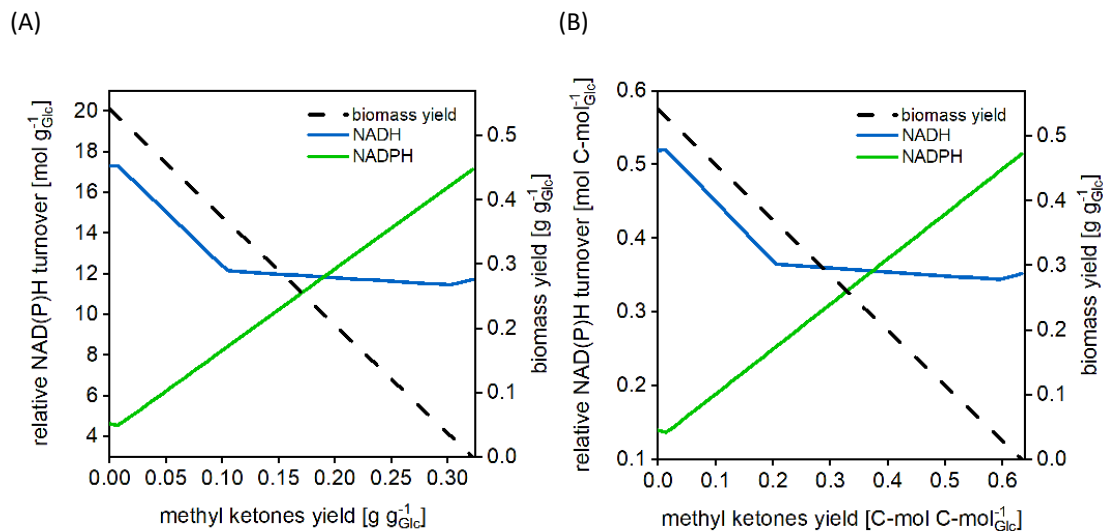 (A)
relative NAD(P)H turnover [mol g⁻¹Glc]
20
18
16
14
12
10
8
6
4
biomass yield
NADH
NADPH
0.5
0.4
0.3
0.2
0.1
0.0
biomass yield [g g⁻¹Glc]
0.00 0.05 0.10 0.15 0.20 0.25 0.30
methyl ketones yield [g g⁻¹Glc]
(B)
relative NAD(P)H turnover [mol C-mol⁻¹Glc]
0.6
0.5
0.4
0.3
0.2
0.1
biomass yield
NADH
NADPH
0.5
0.4
0.3
0.2
0.1
0.0
biomass yield [g g⁻¹Glc]
0.0 0.1 0.2 0.3 0.4 0.5 0.6
methyl ketones yield [C-mol C-mol⁻¹Glc]